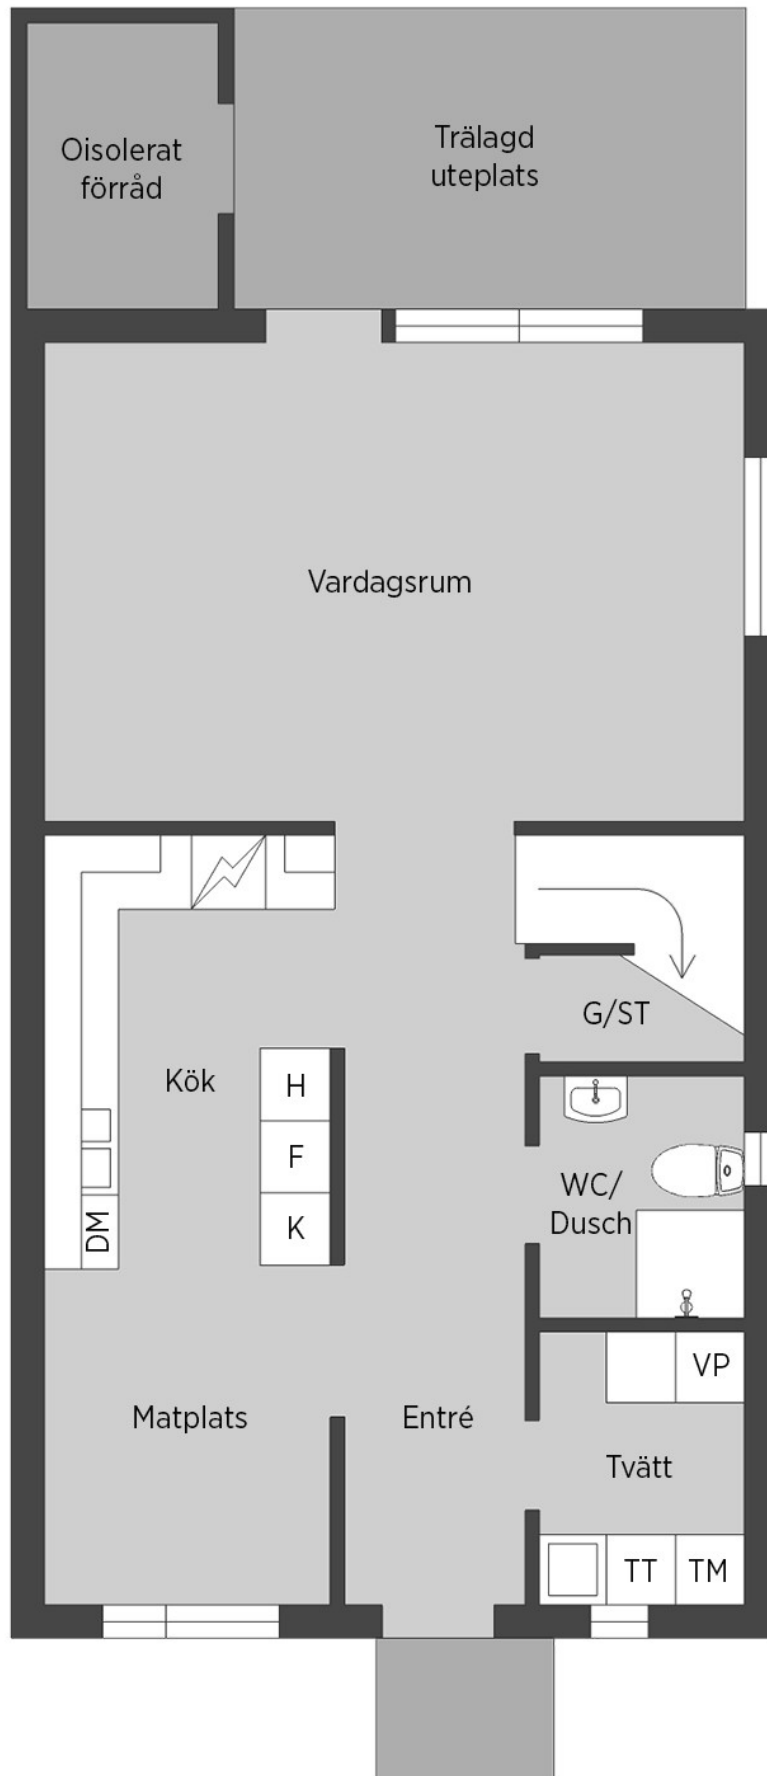 Oisolerat
förråd
Trälagd
uteplats
Vardagsrum
G/ST
Kök
H
F
K
DM
WC/
Dusch
VP
Matplats
Entré
Tvätt
TT
TM